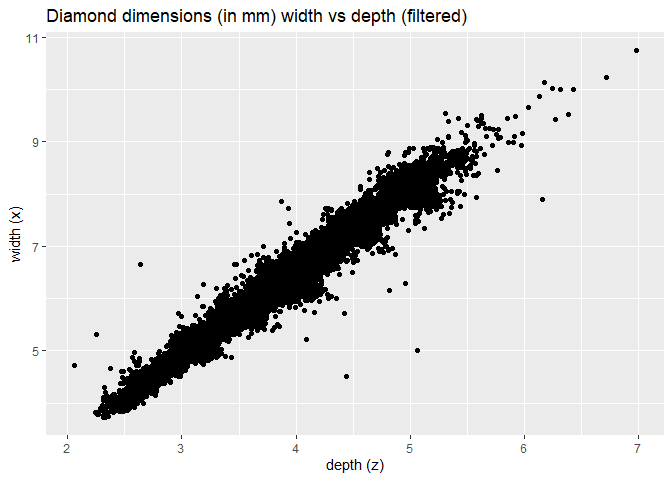 Diamond dimensions (in mm) width vs depth (filtered)
11
9
7
5
width (x)
2 3 4 5 6 7
depth (z)